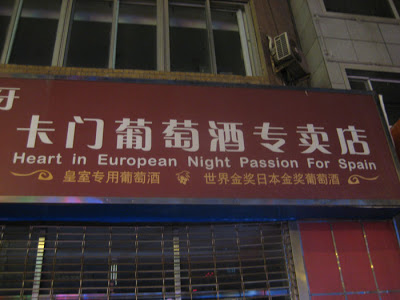 牙
卡门葡萄酒专卖店
Heart in European Night Passion For Spain
皇室专用葡萄酒 世界金奖日本金奖葡萄酒